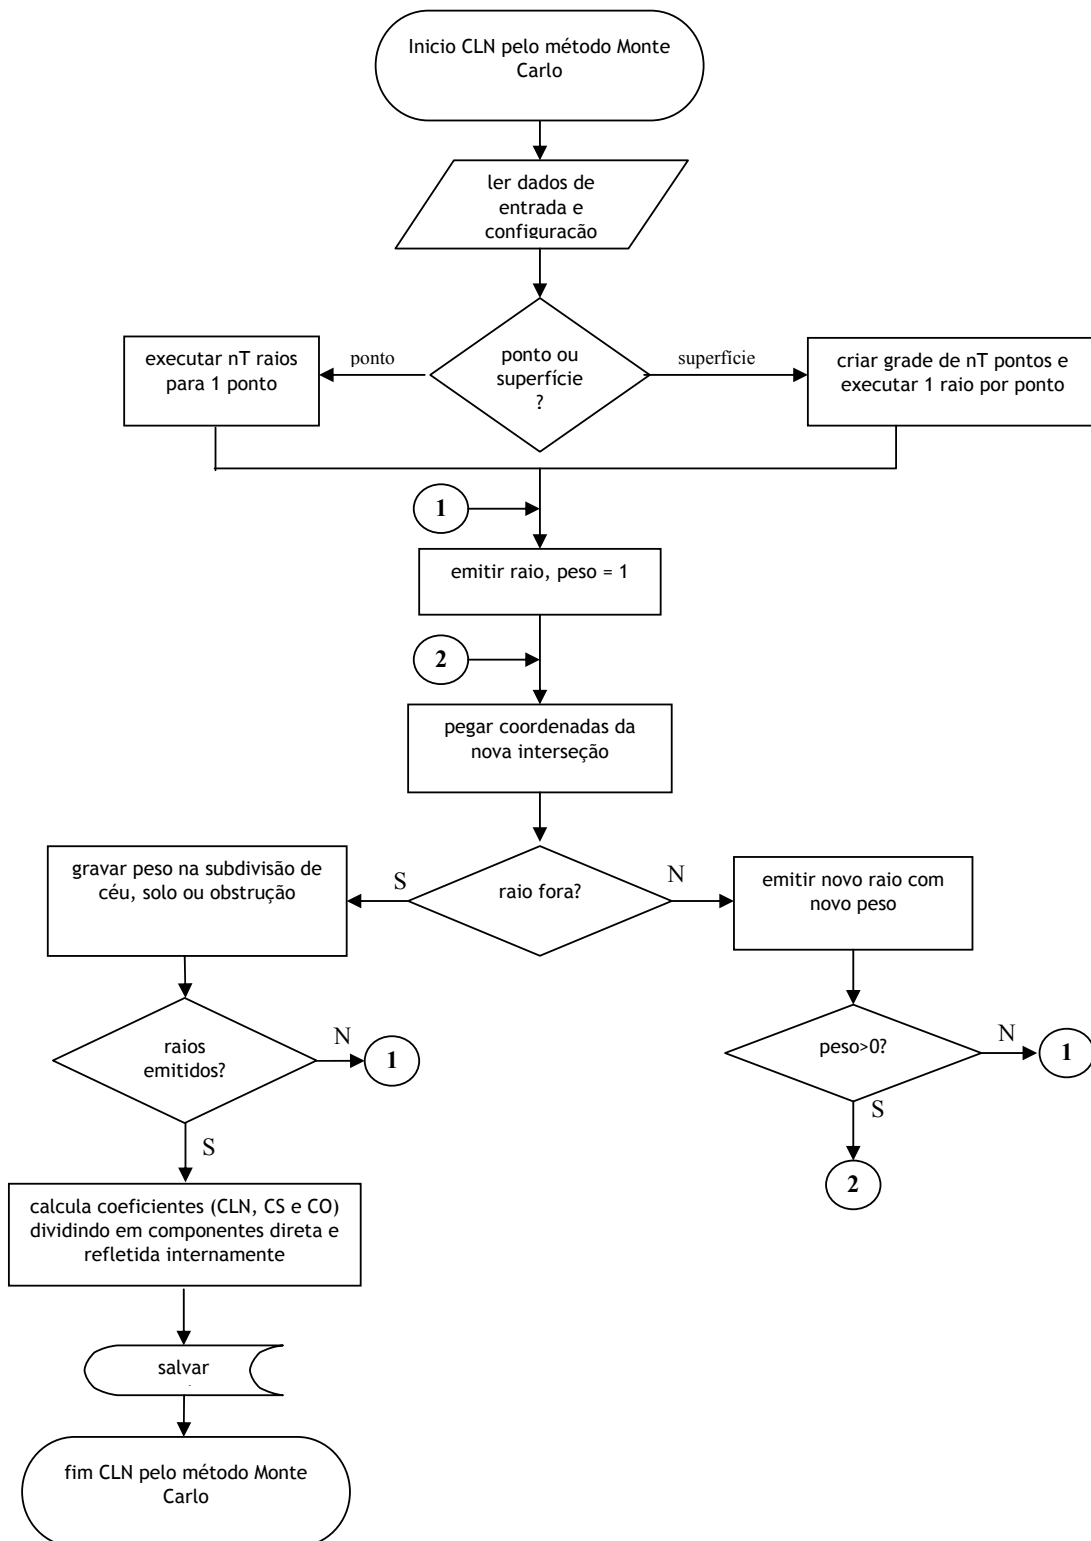 Inicio CLN pelo método Monte
Carlo
ler dados de
entrada e
configuração
ponto ou
superfície
?
ponto
superfície
executar nT raios
para 1 ponto
criar grade de nT pontos e
executar 1 raio por ponto
1
emitir raio, peso = 1
2
pegar coordenadas da
nova interseção
raio fora?
S
N
gravar peso na subdivisão de
céu, solo ou obstrução
emitir novo raio com
novo peso
raios
emitidos?
N
1
peso>0?
N
1
S
2
S
calcula coeficientes (CLN, CS e CO)
dividindo em componentes direta e
refletida internamente
salvar
fim CLN pelo método Monte
Carlo